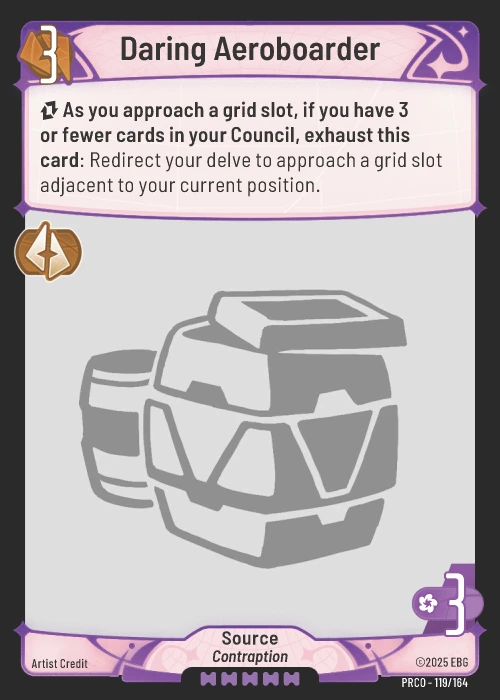 3
Daring Aeroboarder
As you approach a grid slot, if you have 3
or fewer cards in your Council, exhaust this
card: Redirect your delve to approach a grid slot
adjacent to your current position.
3
Source
Contraption
Artist Credit
©2025 EBG
PRCO - 119/164